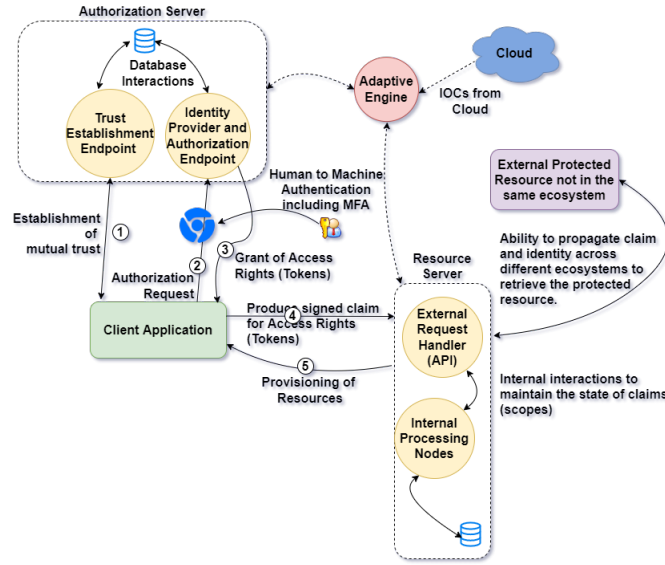 Authorization Server
Database
Interactions
Trust
Establishment
Endpoint
Identity
Provider and
Authorization
Endpoint
Adaptive
Engine
Cloud
IOCs from
Cloud
Human to Machine
Authentication
including MFA
External Protected
Resource not in the
same ecosystem
Establishment
of
mutual trust
1
2
3
Grant of Access
Rights (Tokens)
Authorization
Request
Resource
Server
Ability to propagate claim
and identity across
different ecosystems to
retrieve the protected
resource.
Client Application
Product signed claim
for Access Rights
(Tokens)
4
5
Provisioning of
Resources
External
Request
Handler
(API)
Internal interactions to
maintain the state of claims
(scopes)
Internal
Processing
Nodes